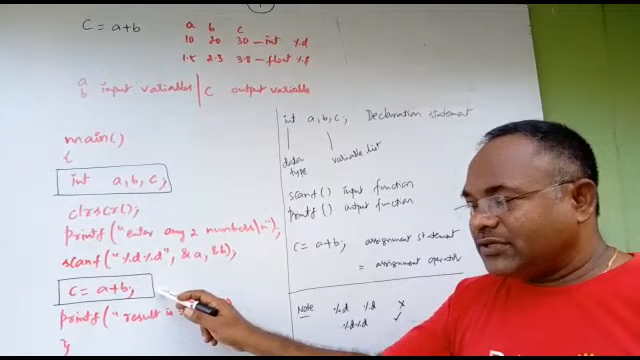 1
c = a+b
a b c
10 20 30 – int %d
1.5 2.3 3.8 – float %f
a
b input variables | c output variable
main()
{
int a, b, c;
clrscr();
printf("enter any 2 numbers\n");
scanf("%d%d", &a, &b);
c = a+b;
printf(" result is
}
int a, b, c; Declaration statement
data type variable list
scanf() input function
printf() output function
c = a+b; assignment statement
= assignment operator
Note %d %d ×
%d%d ✓